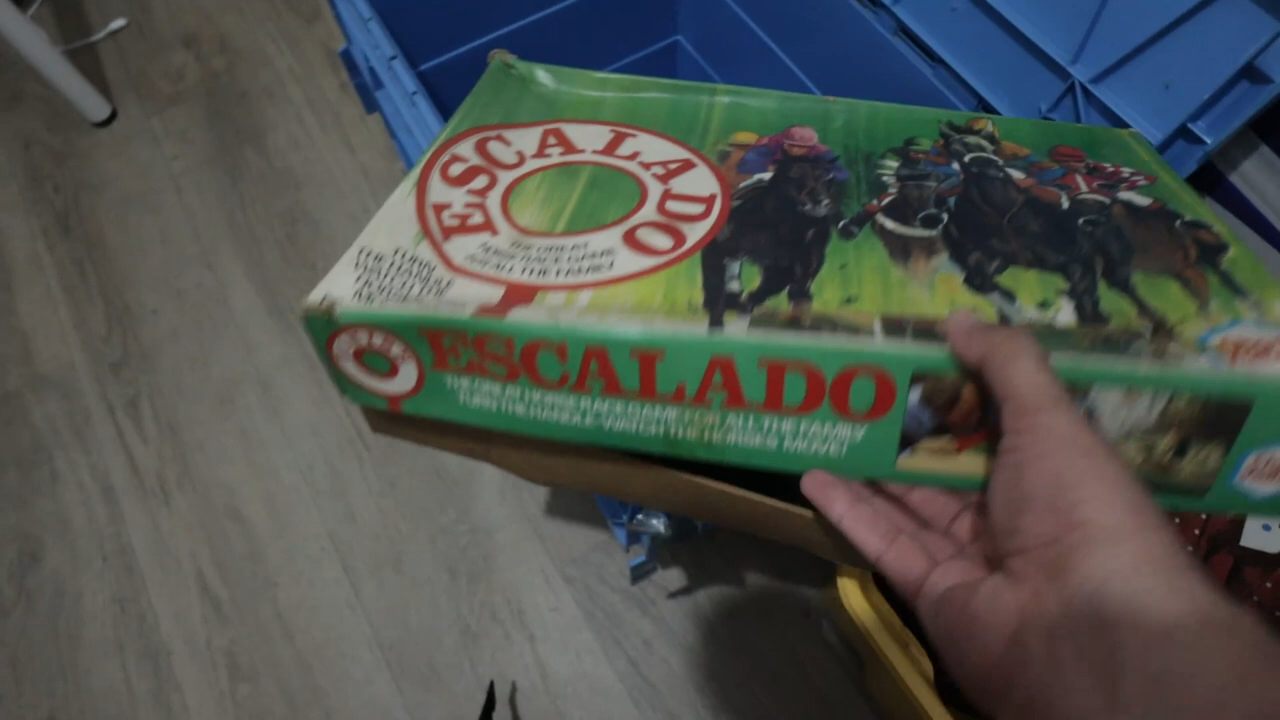 ESCALADO
THE GREAT
HORSE RACE GAME
FOR ALL THE FAMILY
ESCALADO
THE GREAT HORSE RACE GAME FOR ALL THE FAMILY
TURN THE HANDLE-WATCH THE HORSES MOVE!